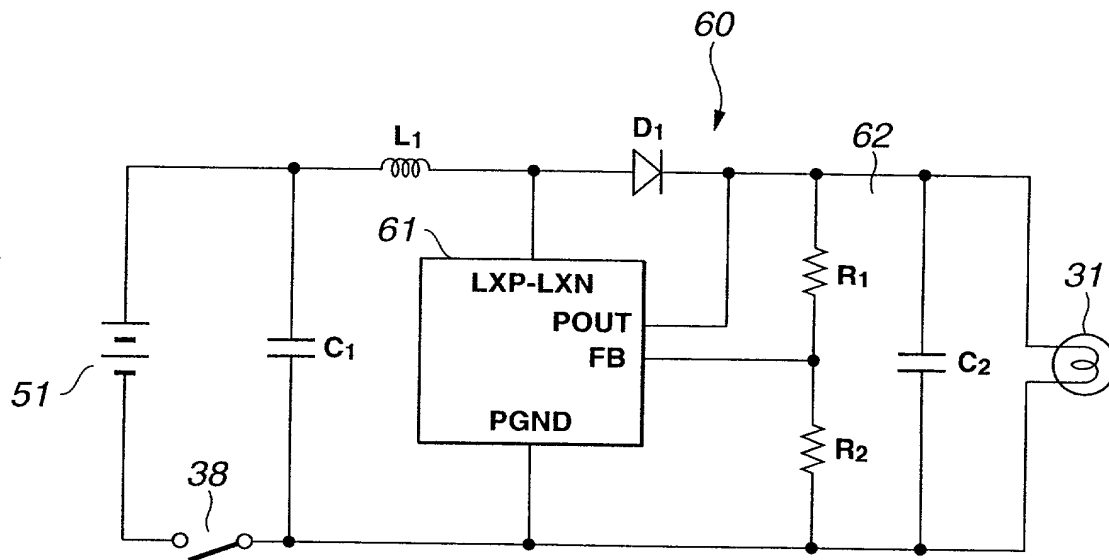 60
L1
D1
62
61
LXP-LXN
R1
31
POUT
C1
FB
C2
51
PGND
R2
38